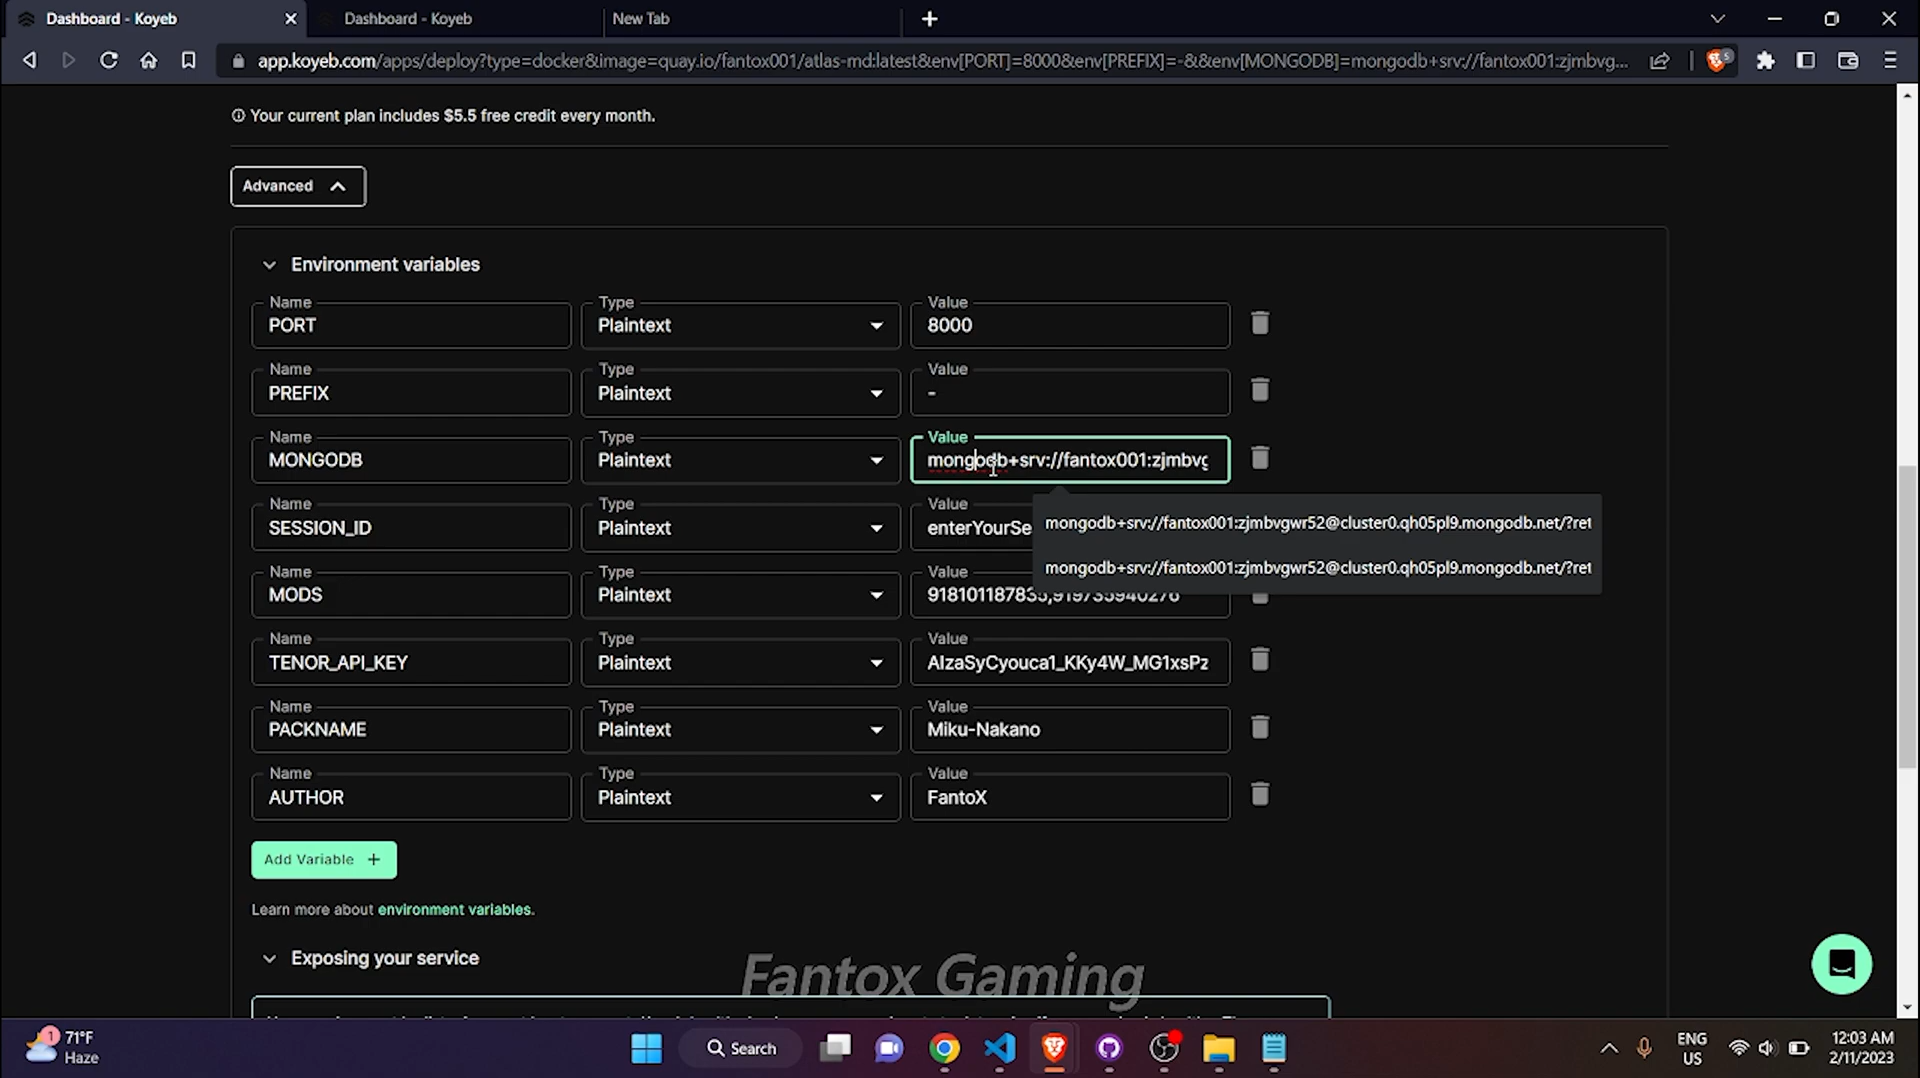 Dashboard - Koyeb
Dashboard - Koyeb
New Tab
app.koyeb.com/apps/deploy?type=docker&image=quay.io/fantox001/atlas-md:latest&env[PORT]=8000&env[PREFIX]=-&&env[MONGODB]=mongodb+srv://fantox001:zjmbvg...
5
Your current plan includes $5.5 free credit every month.
Advanced
Environment variables
Name Type Value
PORT Plaintext 8000
Name Type Value
PREFIX Plaintext -
Name Type Value
MONGODB Plaintext mongodb+srv://fantox001:zjmbvg
Name Type Value
SESSION_ID Plaintext enterYourSe
mongodb+srv://fantox001:zjmbvgwr52@cluster0.qh05pl9.mongodb.net/?ret
mongodb+srv://fantox001:zjmbvgwr52@cluster0.qh05pl9.mongodb.net/?ret
Name Type Value
MODS Plaintext 918101187835,919735940276
Name Type Value
TENOR_API_KEY Plaintext AIzaSyCyouca1_KKy4W_MG1xsPz
Name Type Value
PACKNAME Plaintext Miku-Nakano
Name Type Value
AUTHOR Plaintext FantoX
Add Variable +
Learn more about environment variables.
Exposing your service
Fantox Gaming
1
71°F
Haze
Search
ENG
US
12:03 AM
2/11/2023